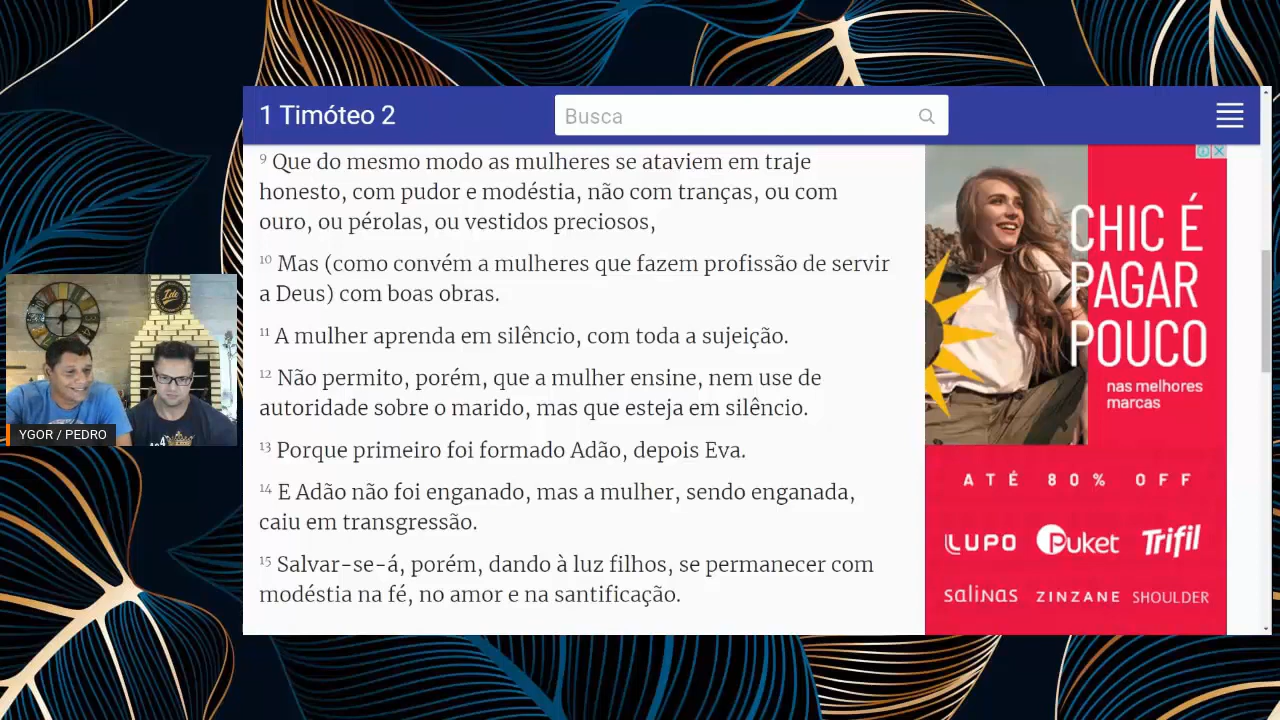 1 Timóteo 2
Busca
9 Que do mesmo modo as mulheres se ataviem em traje
honesto, com pudor e modéstia, não com tranças, ou com
ouro, ou pérolas, ou vestidos preciosos,
10 Mas (como convém a mulheres que fazem profissão de servir
a Deus) com boas obras.
11 A mulher aprenda em silêncio, com toda a sujeição.
12 Não permito, porém, que a mulher ensine, nem use de
autoridade sobre o marido, mas que esteja em silêncio.
13 Porque primeiro foi formado Adão, depois Eva.
14 E Adão não foi enganado, mas a mulher, sendo enganada,
caiu em transgressão.
15 Salvar-se-á, porém, dando à luz filhos, se permanecer com
modéstia na fé, no amor e na santificação.
CHIC É
PAGAR
POUCO
nas melhores
marcas
ATÉ 80% OFF
LUPO Puket Trifil
salinas ZINZANE SHOULDER
Ide
YGOR / PEDRO